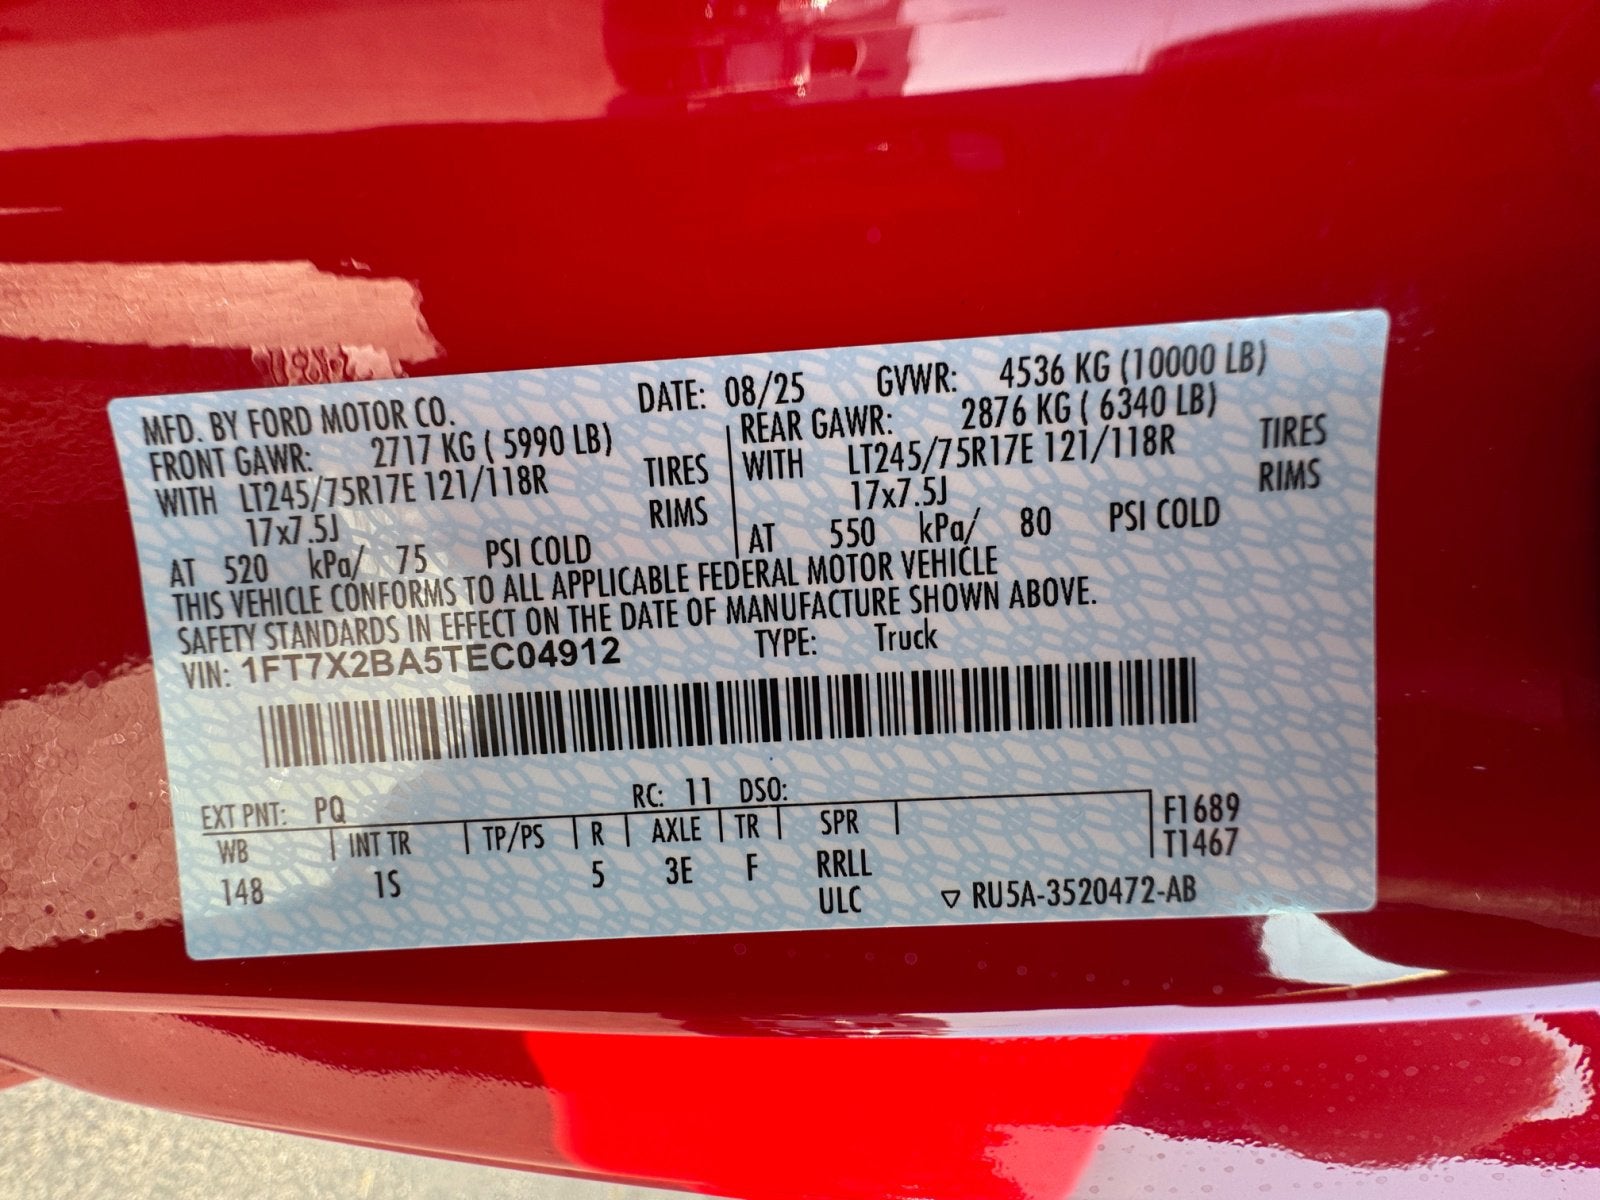 MFD. BY FORD MOTOR CO. DATE: 08/25 GVWR: 4536 KG (10000 LB)
FRONT GAWR: 2717 KG ( 5990 LB) REAR GAWR: 2876 KG ( 6340 LB)
WITH LT245/75R17E 121/118R TIRES WITH LT245/75R17E 121/118R TIRES
17x7.5J RIMS 17x7.5J RIMS
AT 520 kPa/ 75 PSI COLD AT 550 kPa/ 80 PSI COLD
THIS VEHICLE CONFORMS TO ALL APPLICABLE FEDERAL MOTOR VEHICLE
SAFETY STANDARDS IN EFFECT ON THE DATE OF MANUFACTURE SHOWN ABOVE.
VIN: 1FT7X2BA5TEC04912 TYPE: Truck
EXT PNT: PQ RC: 11 DSO:
WB INT TR TP/PS R AXLE TR SPR F1689
T1467
148 1S 5 3E F RRLL
ULC ▽ RU5A-3520472-AB